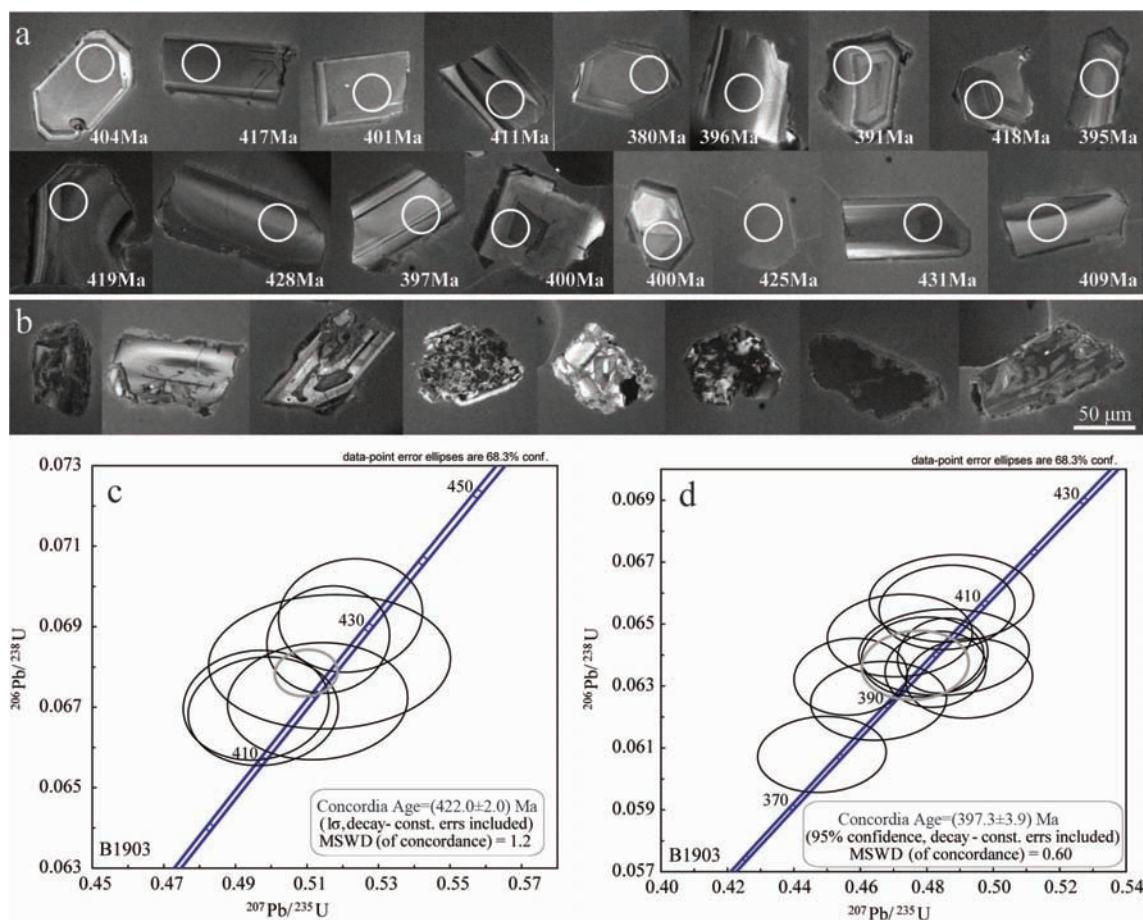 a
404Ma 417Ma 401Ma 411Ma 380Ma 396Ma 391Ma 418Ma 395Ma
419Ma 428Ma 397Ma 400Ma 400Ma 425Ma 431Ma 409Ma
b
50 μm
data-point error ellipses are 68.3% conf.
c
0.073
0.071
0.069
0.067
0.065
0.063
450
430
410
Concordia Age=(422.0±2.0) Ma
(1σ,decay- const. errs included)
MSWD (of concordance) = 1.2
B1903
0.45 0.47 0.49 0.51 0.53 0.55 0.57
²⁰⁷Pb/²³⁵U
²⁰⁶Pb/²³⁸U
data-point error ellipses are 68.3% conf.
d
0.069
0.067
0.065
0.063
0.061
0.059
0.057
430
410
390
370
Concordia Age=(397.3±3.9) Ma
(95% confidence, decay - const. errs included)
MSWD (of concordance) = 0.60
B1903
0.40 0.42 0.44 0.46 0.48 0.50 0.52 0.54
²⁰⁷Pb/²³⁵U
²⁰⁶Pb/²³⁸U